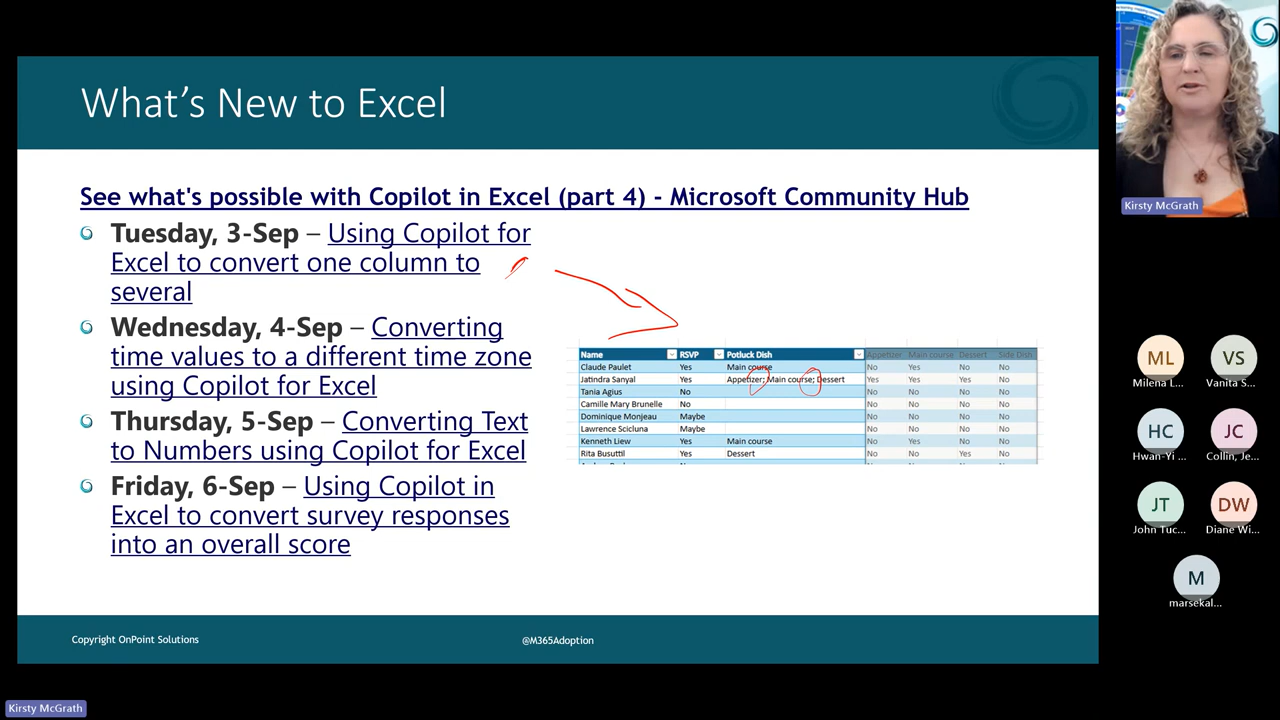 What's New to Excel
Kirsty McGrath
See what's possible with Copilot in Excel (part 4) - Microsoft Community Hub
Tuesday, 3-Sep – Using Copilot for
Excel to convert one column to
several
Wednesday, 4-Sep – Converting
time values to a different time zone
using Copilot for Excel
Thursday, 5-Sep – Converting Text
to Numbers using Copilot for Excel
Friday, 6-Sep – Using Copilot in
Excel to convert survey responses
into an overall score
Name RSVP Potluck Dish Appetizer Main course Dessert Side Dish
Claude Paulet Yes Main course No Yes No No
Jatindra Sanyal Yes Appetizer; Main course; Dessert Yes Yes Yes No
Tania Agius No No No No No
Camille Mary Brunelle No No No No No
Dominique Monjeau Maybe No No No No
Lawrence Scicluna Maybe No No No No
Kenneth Liew Yes Main course No Yes No No
Rita Busuttil Yes Dessert No No Yes No
ML VS
Milena L... Vanita S...
HC JC
Hwan-Yi ... Collin, Je...
JT DW
John Tuc... Diane Wi...
M
marsekal...
Copyright OnPoint Solutions @M365Adoption
Kirsty McGrath